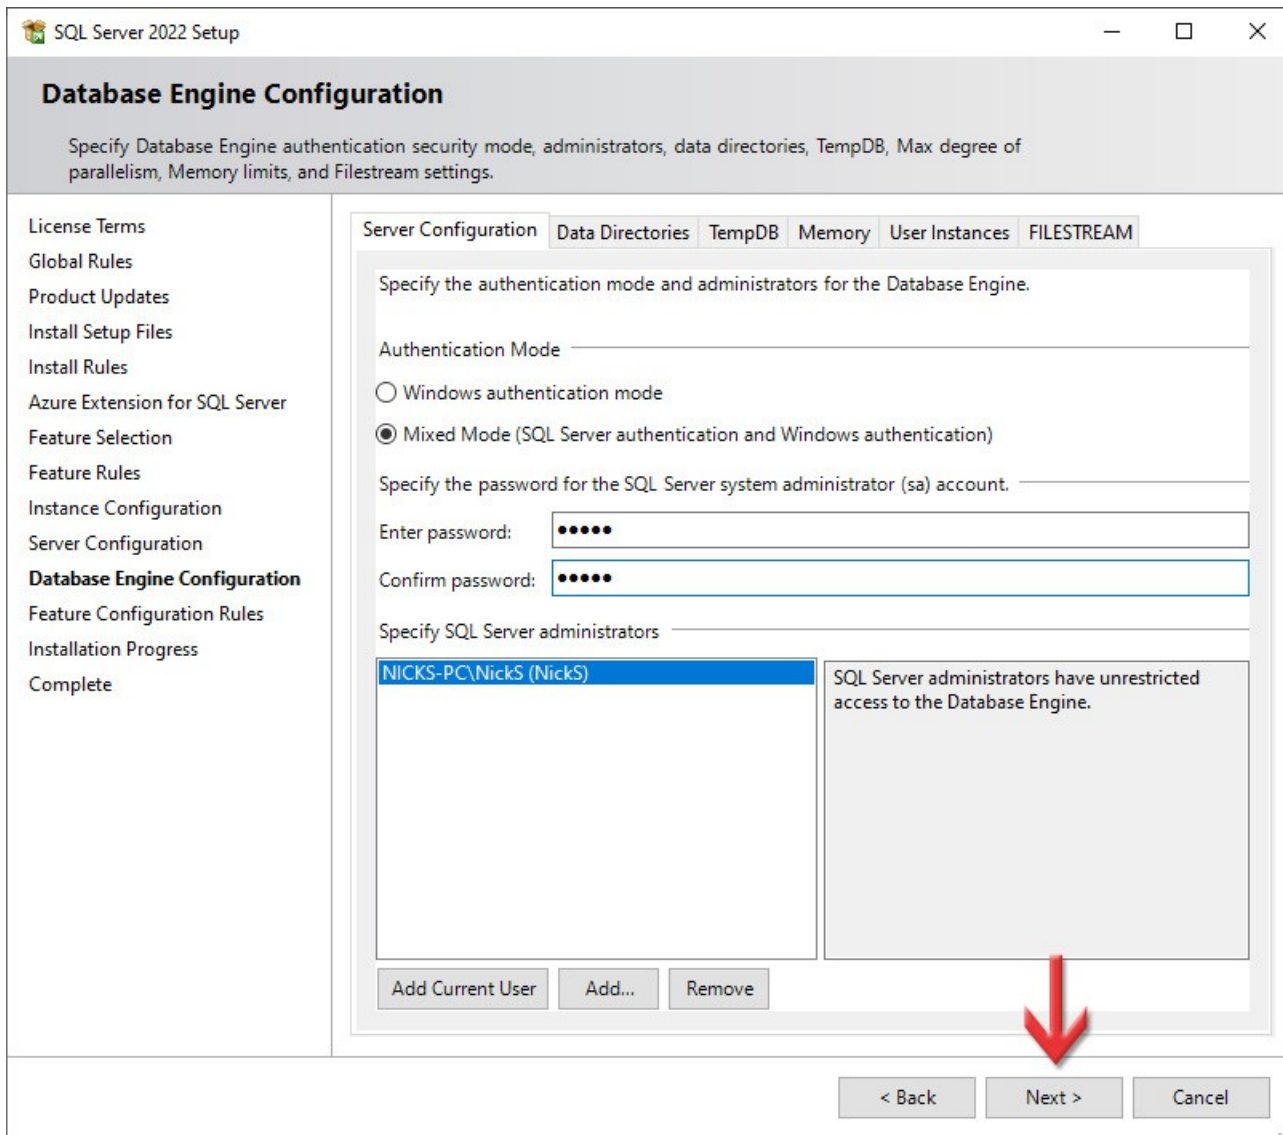 SQL Server 2022 Setup
Database Engine Configuration
Specify Database Engine authentication security mode, administrators, data directories, TempDB, Max degree of
parallelism, Memory limits, and Filestream settings.
License Terms
Global Rules
Product Updates
Install Setup Files
Install Rules
Azure Extension for SQL Server
Feature Selection
Feature Rules
Instance Configuration
Server Configuration
Database Engine Configuration
Feature Configuration Rules
Installation Progress
Complete
Server Configuration Data Directories TempDB Memory User Instances FILESTREAM
Specify the authentication mode and administrators for the Database Engine.
Authentication Mode
Windows authentication mode
Mixed Mode (SQL Server authentication and Windows authentication)
Specify the password for the SQL Server system administrator (sa) account.
Enter password: ●●●●●
Confirm password: ●●●●●
Specify SQL Server administrators
NICKS-PC\NickS (NickS)
SQL Server administrators have unrestricted
access to the Database Engine.
Add Current User Add... Remove
< Back Next > Cancel